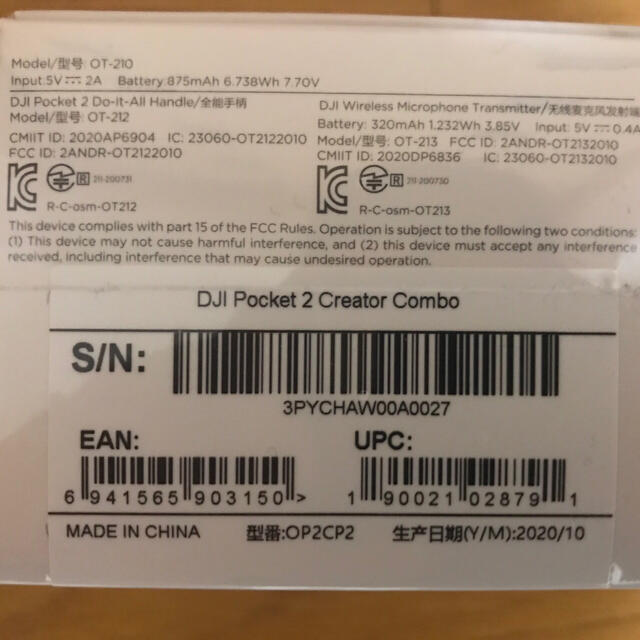 Model/型号: OT-210
Input:5V⎓2A Battery:875mAh 6.738Wh 7.70V
DJI Pocket 2 Do-It-All Handle/全能手柄
Model/型号: OT-212
CMIIT ID: 2020AP6904 IC: 23060-OT2122010
FCC ID: 2ANDR-OT2122010
R 211-200731
R-C-osm-OT212
DJI Wireless Microphone Transmitter/无线麦克风发射端
Battery: 320mAh 1.232Wh 3.85V Input: 5V⎓0.4A
Model/型号: OT-213 FCC ID: 2ANDR-OT2132010
CMIIT ID: 2020DP6836 IC: 23060-OT2132010
R 211-200730
R-C-osm-OT213
This device complies with part 15 of the FCC Rules. Operation is subject to the following two conditions:
(1) This device may not cause harmful interference, and (2) this device must accept any interference
received, including interference that may cause undesired operation.
DJI Pocket 2 Creator Combo
S/N:
3PYCHAW00A0027
EAN:
6 941565 903150 >
UPC:
1 90021 02879 1
MADE IN CHINA 型番:OP2CP2 生产日期(Y/M):2020/10